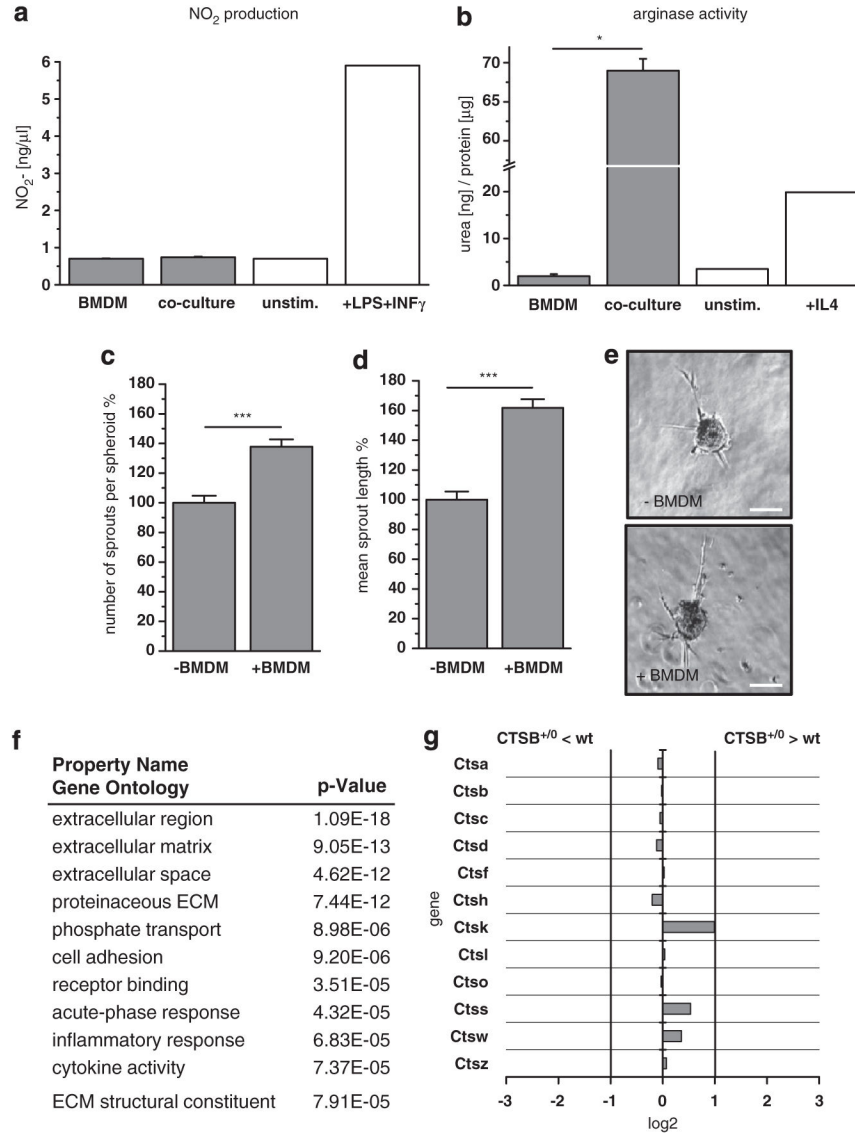 a
NO2 production
NO2- [ng/µl]
6
5
4
3
2
1
0
BMDM co-culture unstim. +LPS+INFγ
b
arginase activity
urea [ng] / protein [µg]
70
65
60
20
10
0
*
BMDM co-culture unstim. +IL4
c
number of sprouts per spheroid %
180
160
140
120
100
80
60
40
20
0
***
-BMDM +BMDM
d
mean sprout length %
180
160
140
120
100
80
60
40
20
0
***
-BMDM +BMDM
e
- BMDM
+ BMDM
f
Property Name
Gene Ontology p-Value
extracellular region 1.09E-18
extracellular matrix 9.05E-13
extracellular space 4.62E-12
proteinaceous ECM 7.44E-12
phosphate transport 8.98E-06
cell adhesion 9.20E-06
receptor binding 3.51E-05
acute-phase response 4.32E-05
inflammatory response 6.83E-05
cytokine activity 7.37E-05
ECM structural constituent 7.91E-05
g
CTSB+/0 < wt CTSB+/0 > wt
gene
Ctsa
Ctsb
Ctsc
Ctsd
Ctsf
Ctsh
Ctsk
Ctsl
Ctso
Ctss
Ctsw
Ctsz
-3 -2 -1 0 1 2 3
log2